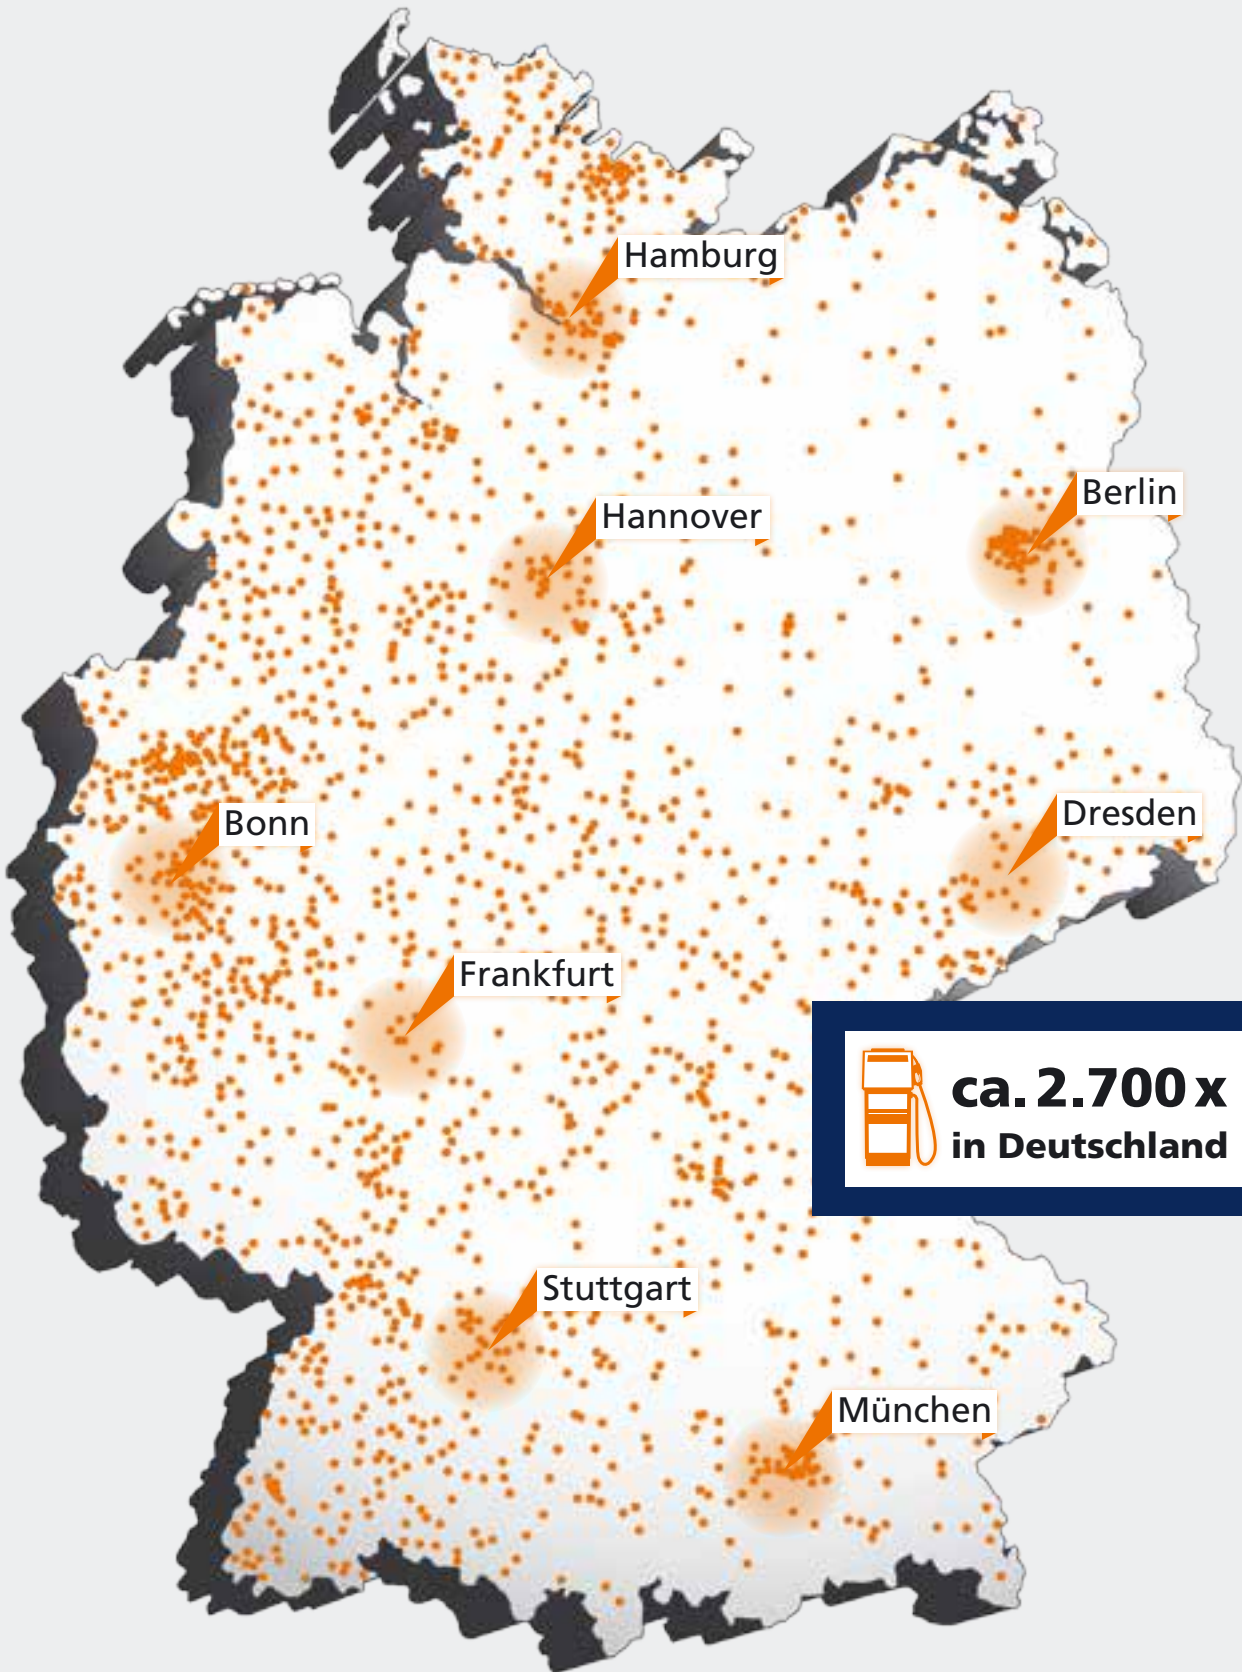 Hamburg
Hannover
Berlin
Bonn
Dresden
Frankfurt
ca. 2.700 x
in Deutschland
Stuttgart
München